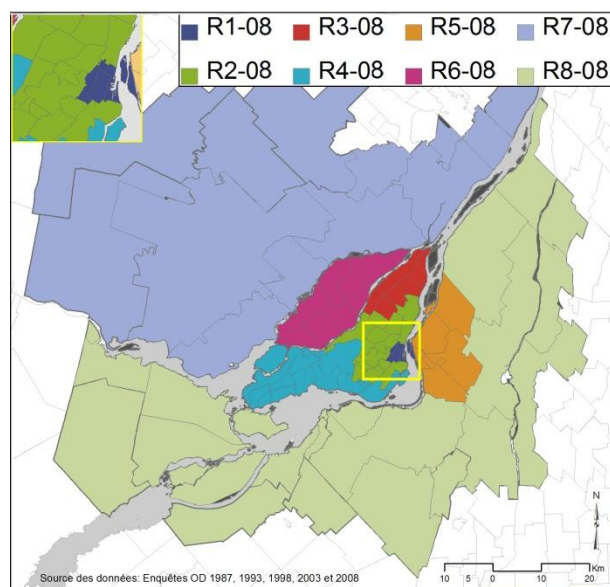 R1-08 R3-08 R5-08 R7-08
R2-08 R4-08 R6-08 R8-08
N
Km
10 5 0 10 20
Source des données: Enquêtes OD 1987, 1993, 1998, 2003 et 2008